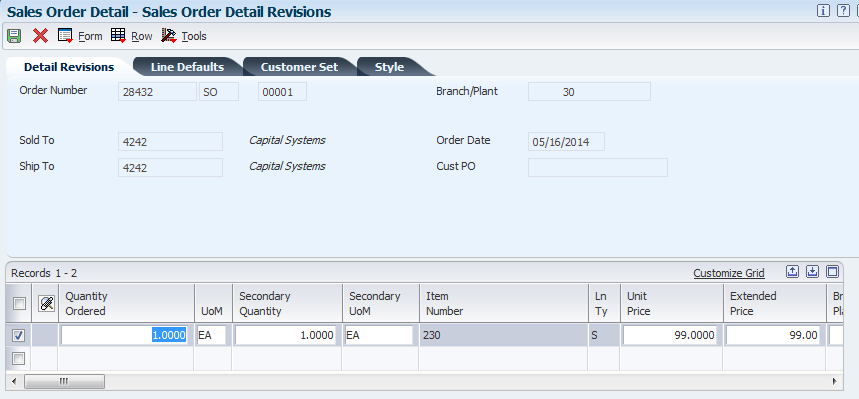 Sales Order Detail - Sales Order Detail Revisions
Form Row Tools
Detail Revisions Line Defaults Customer Set Style
Order Number 28432 SO 00001 Branch/Plant 30
Sold To 4242 Capital Systems Order Date 05/16/2014
Ship To 4242 Capital Systems Cust PO
Records 1 - 2 Customize Grid
Quantity Secondary Secondary Item Ln Unit Extended Br
Ordered UoM Quantity UoM Number Ty Price Price Pla
1.0000 EA 1.0000 EA 230 S 99.0000 99.00